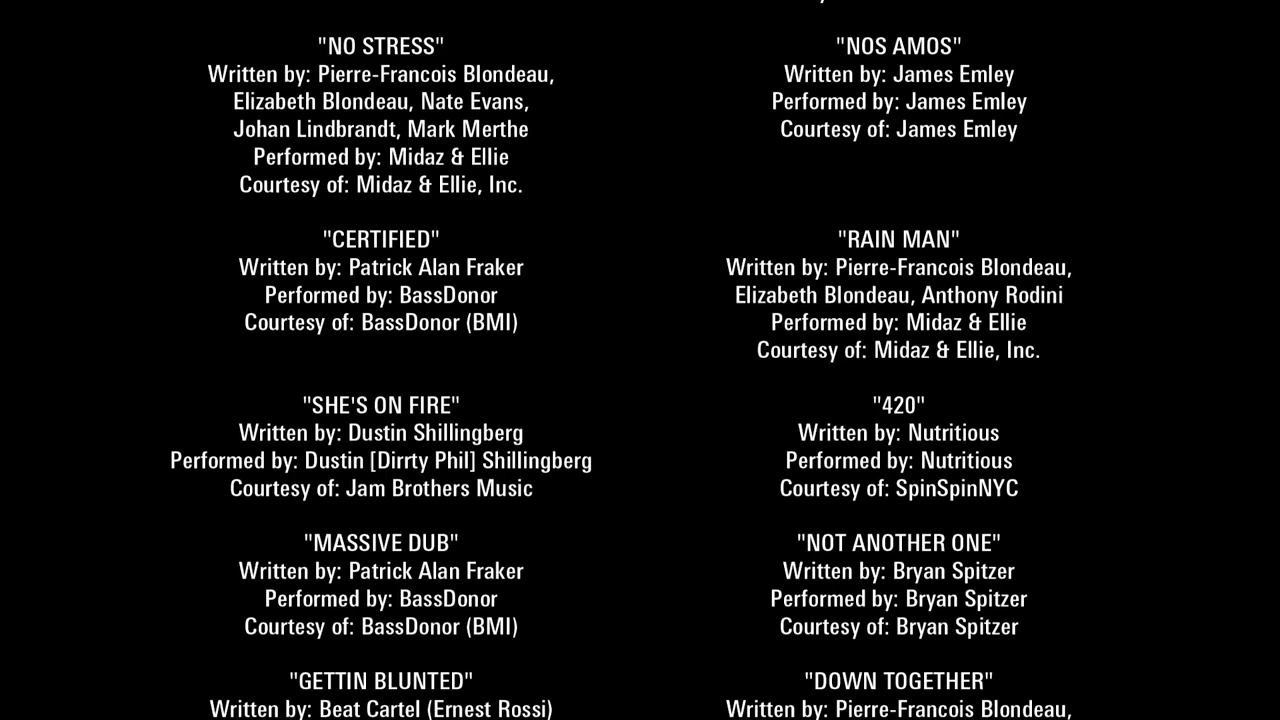 "NO STRESS"
Written by: Pierre-Francois Blondeau,
Elizabeth Blondeau, Nate Evans,
Johan Lindbrandt, Mark Merthe
Performed by: Midaz & Ellie
Courtesy of: Midaz & Ellie, Inc.
"NOS AMOS"
Written by: James Emley
Performed by: James Emley
Courtesy of: James Emley
"CERTIFIED"
Written by: Patrick Alan Fraker
Performed by: BassDonor
Courtesy of: BassDonor (BMI)
"RAIN MAN"
Written by: Pierre-Francois Blondeau,
Elizabeth Blondeau, Anthony Rodini
Performed by: Midaz & Ellie
Courtesy of: Midaz & Ellie, Inc.
"SHE'S ON FIRE"
Written by: Dustin Shillingberg
Performed by: Dustin [Dirrty Phil] Shillingberg
Courtesy of: Jam Brothers Music
"420"
Written by: Nutritious
Performed by: Nutritious
Courtesy of: SpinSpinNYC
"MASSIVE DUB"
Written by: Patrick Alan Fraker
Performed by: BassDonor
Courtesy of: BassDonor (BMI)
"NOT ANOTHER ONE"
Written by: Bryan Spitzer
Performed by: Bryan Spitzer
Courtesy of: Bryan Spitzer
"GETTIN BLUNTED"
Written by: Beat Cartel (Ernest Rossi)
"DOWN TOGETHER"
Written by: Pierre-Francois Blondeau,